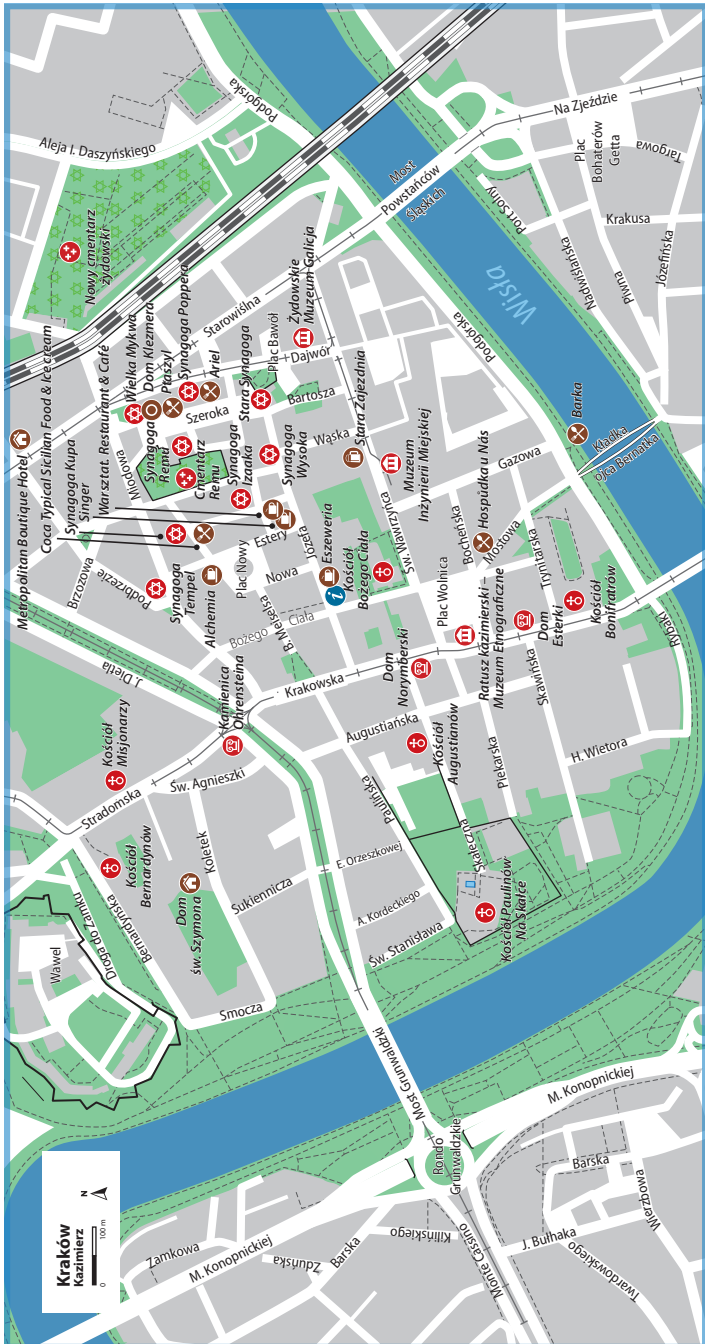 Kraków
Kazimierz
0
100 m
N
Aleja I. Daszyńskiego
Podgórska
Na Zjeździe
Plac
Bohaterów
Getta
Targowa
Most
Powstańców
Śląskich
Port Solny
Krakusa
Nadwiślańska
Piwna
Józefińska
Wisła
Nowy cmentarz
żydowski
Starowiślna
Podgórska
Metropolitan Boutique Hotel
Coca Typical Sicilian Food & Ice cream
Synagoga Kupa
Singer
Warsztat. Restaurant & Café
Wielka Mykwa
Dom Klezmera
Ptaszyl
Synagoga Poppera
Ariel
Stara Synagoga
Plac Bawół
Żydowskie
Muzeum Galicja
Dajwór
Szeroka
Bartosza
Miodowa
Synagoga
Remu
Cmentarz
Remu
Synagoga
Izaaka
Synagoga
Wysoka
Wąska
Stara Zajezdnia
Muzeum
Inżynierii Miejskiej
Gazowa
Barka
Kładka
ojca Bernatka
Brzozowa
Podbrzezie
Synagoga
Tempel
Alchemia
Estery
Plac Nowy
Nowa
Józefa
Eszeweria
Kościół
Bożego Ciała
Św. Wawrzyńca
Bocheńska
Mostowa
Hospůdka u Nás
Trynitarska
B. Meiselsa
Bożego
Ciała
Plac Wolnica
J. Dietla
Krakowska
Dom
Norymberski
Ratusz Kazimierski -
Muzeum Etnograficzne
Dom
Esterki
Kościół
Bonifratrów
Rybaki
Skawińska
Kościół
Misjonarzy
Kamienica
Ohrensteina
Augustiańska
Kościół
Augustianów
Piekarska
H. Wietora
Stradomska
Św. Agnieszki
Koletek
Paulińska
Skałeczna
Kościół
Bernardynów
Dom
św. Szymona
Sukiennicza
E. Orzeszkowej
A. Kordeckiego
Św. Stanisława
Kościół Paulinów
Na Skałce
Wawel
Droga do Zamku
Bernardyńska
Smocza
Most Grunwaldzki
M. Konopnickiej
Rondo
Grunwaldzkie
Barska
Wierzbowa
Zamkowa
M. Konopnickiej
Zduńska
Barska
Kilińskiego
Monte Cassino
J. Bułhaka
Twardowskiego